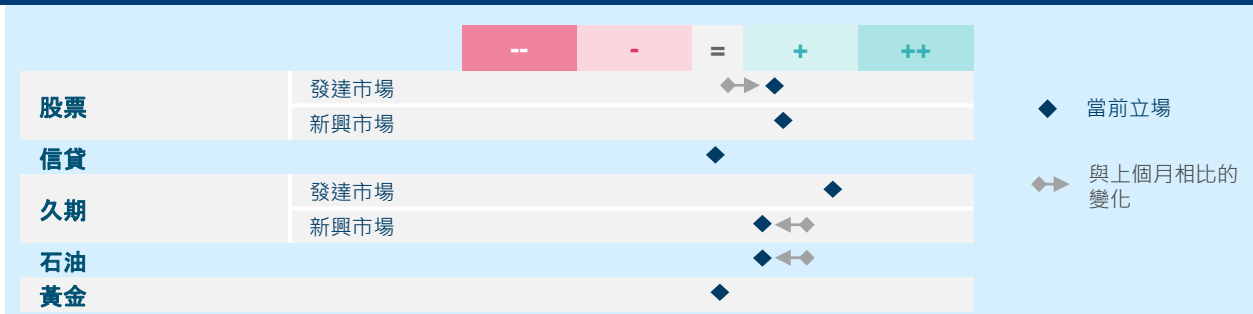 -- - = + ++
股票
發達市場
新興市場
信貸
久期
發達市場
新興市場
石油
黃金
當前立場
與上個月相比的
變化